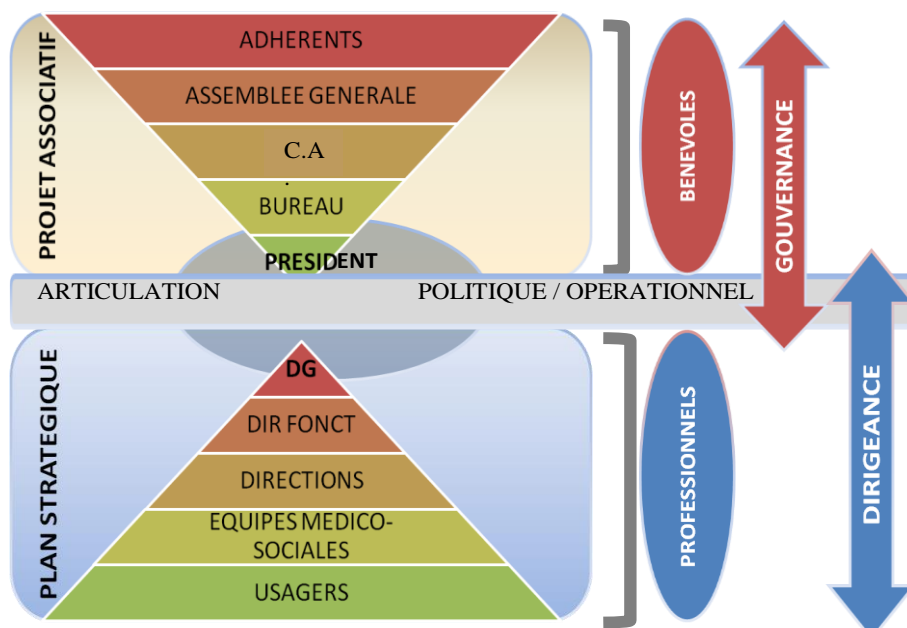 PROJET ASSOCIATIF
ADHERENTS
ASSEMBLEE GENERALE
C.A
.
BUREAU
PRESIDENT
BENEVOLES
GOUVERNANCE
ARTICULATION POLITIQUE / OPERATIONNEL
PLAN STRATEGIQUE
DG
DIR FONCT
DIRECTIONS
EQUIPES MEDICO-
SOCIALES
USAGERS
PROFESSIONNELS
DIRIGEANCE